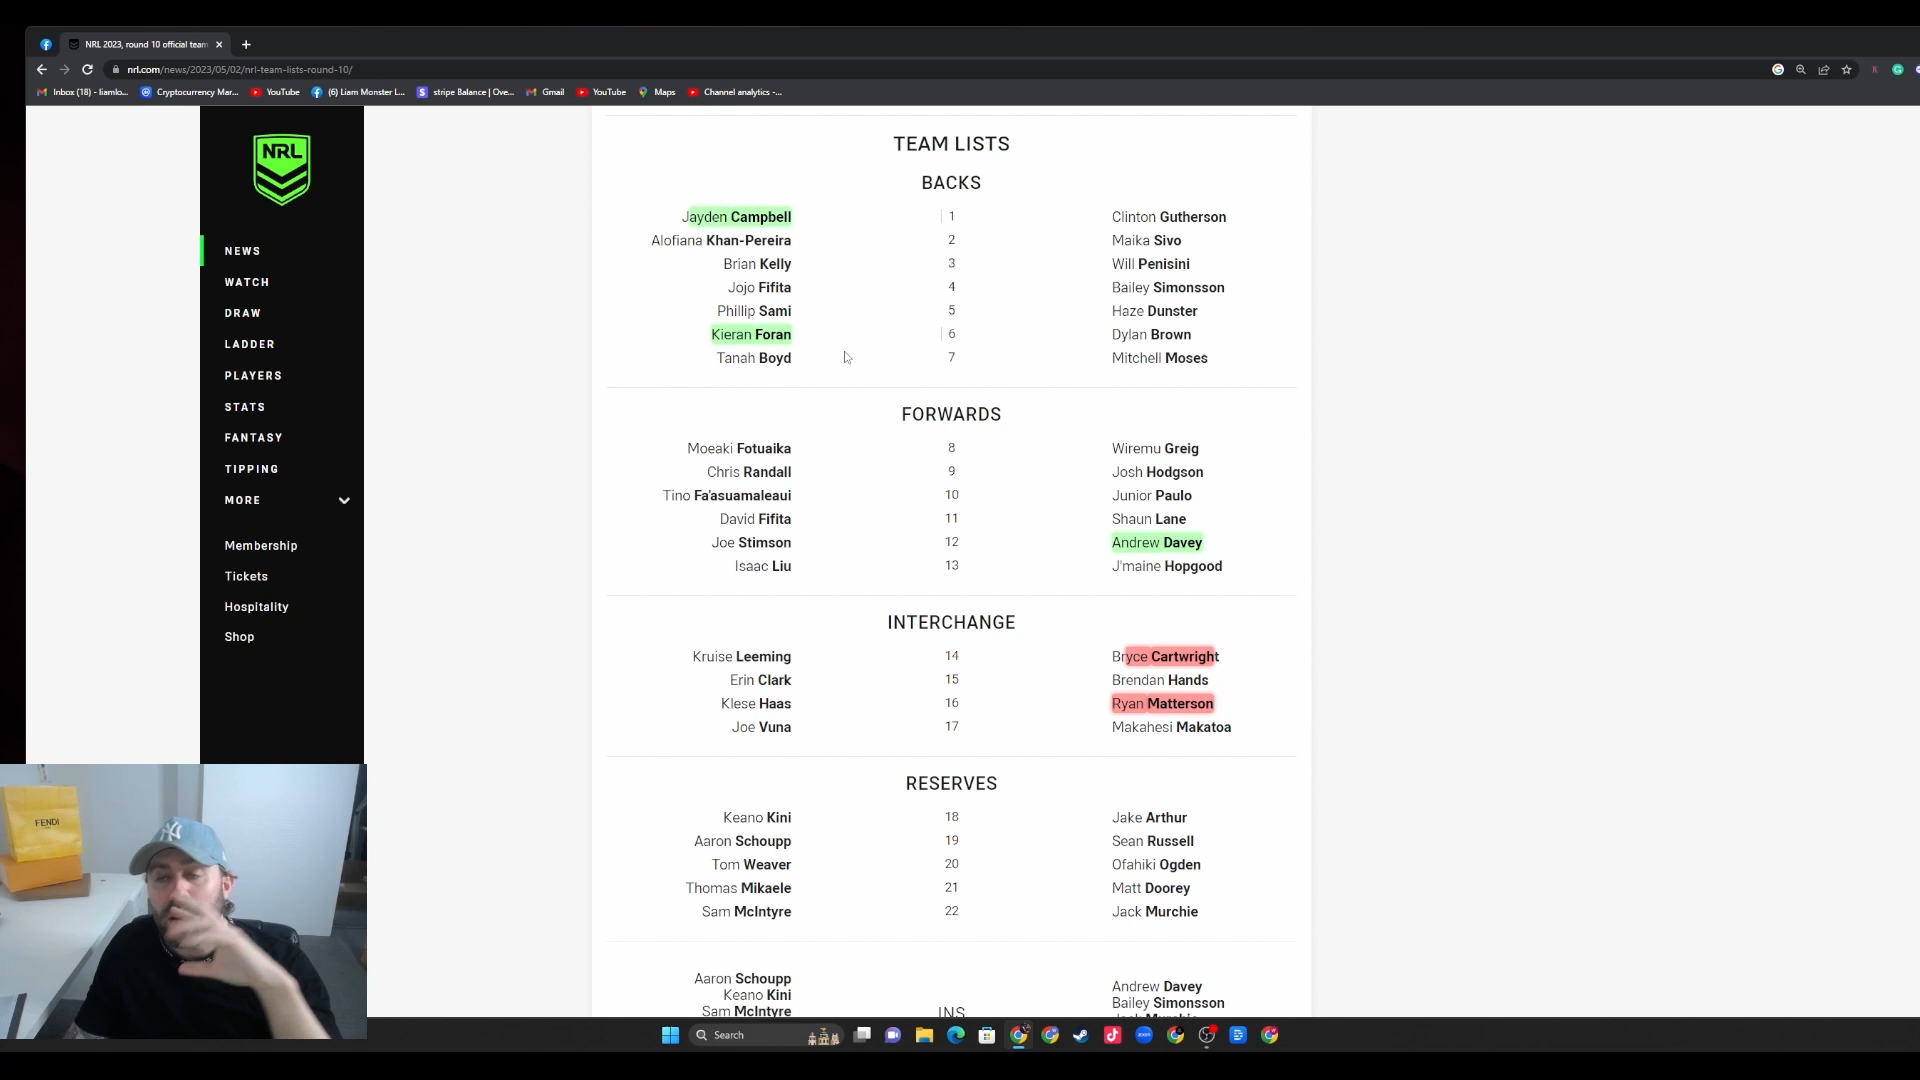 NRL 2023, round 10 official team
nrl.com/news/2023/05/02/nrl-team-lists-round-10/
Inbox (18) - liamlo... Cryptocurrency Mar... YouTube (6) Liam Monster L... stripe Balance | Ove... Gmail YouTube Maps Channel analytics -...
NRL
NEWS
WATCH
DRAW
LADDER
PLAYERS
STATS
FANTASY
TIPPING
MORE
Membership
Tickets
Hospitality
Shop
TEAM LISTS
BACKS
Jayden Campbell 1 Clinton Gutherson
Alofiana Khan-Pereira 2 Maika Sivo
Brian Kelly 3 Will Penisini
Jojo Fifita 4 Bailey Simonsson
Phillip Sami 5 Haze Dunster
Kieran Foran 6 Dylan Brown
Tanah Boyd 7 Mitchell Moses
FORWARDS
Moeaki Fotuaika 8 Wiremu Greig
Chris Randall 9 Josh Hodgson
Tino Fa'asuamaleaui 10 Junior Paulo
David Fifita 11 Shaun Lane
Joe Stimson 12 Andrew Davey
Isaac Liu 13 J'maine Hopgood
INTERCHANGE
Kruise Leeming 14 Bryce Cartwright
Erin Clark 15 Brendan Hands
Klese Haas 16 Ryan Matterson
Joe Vuna 17 Makahesi Makatoa
RESERVES
Keano Kini 18 Jake Arthur
Aaron Schoupp 19 Sean Russell
Tom Weaver 20 Ofahiki Ogden
Thomas Mikaele 21 Matt Doorey
Sam McIntyre 22 Jack Murchie
Aaron Schoupp
Keano Kini
Sam McIntyre
INS
Andrew Davey
Bailey Simonsson
Jack Murchie
FENDI
NY
Search